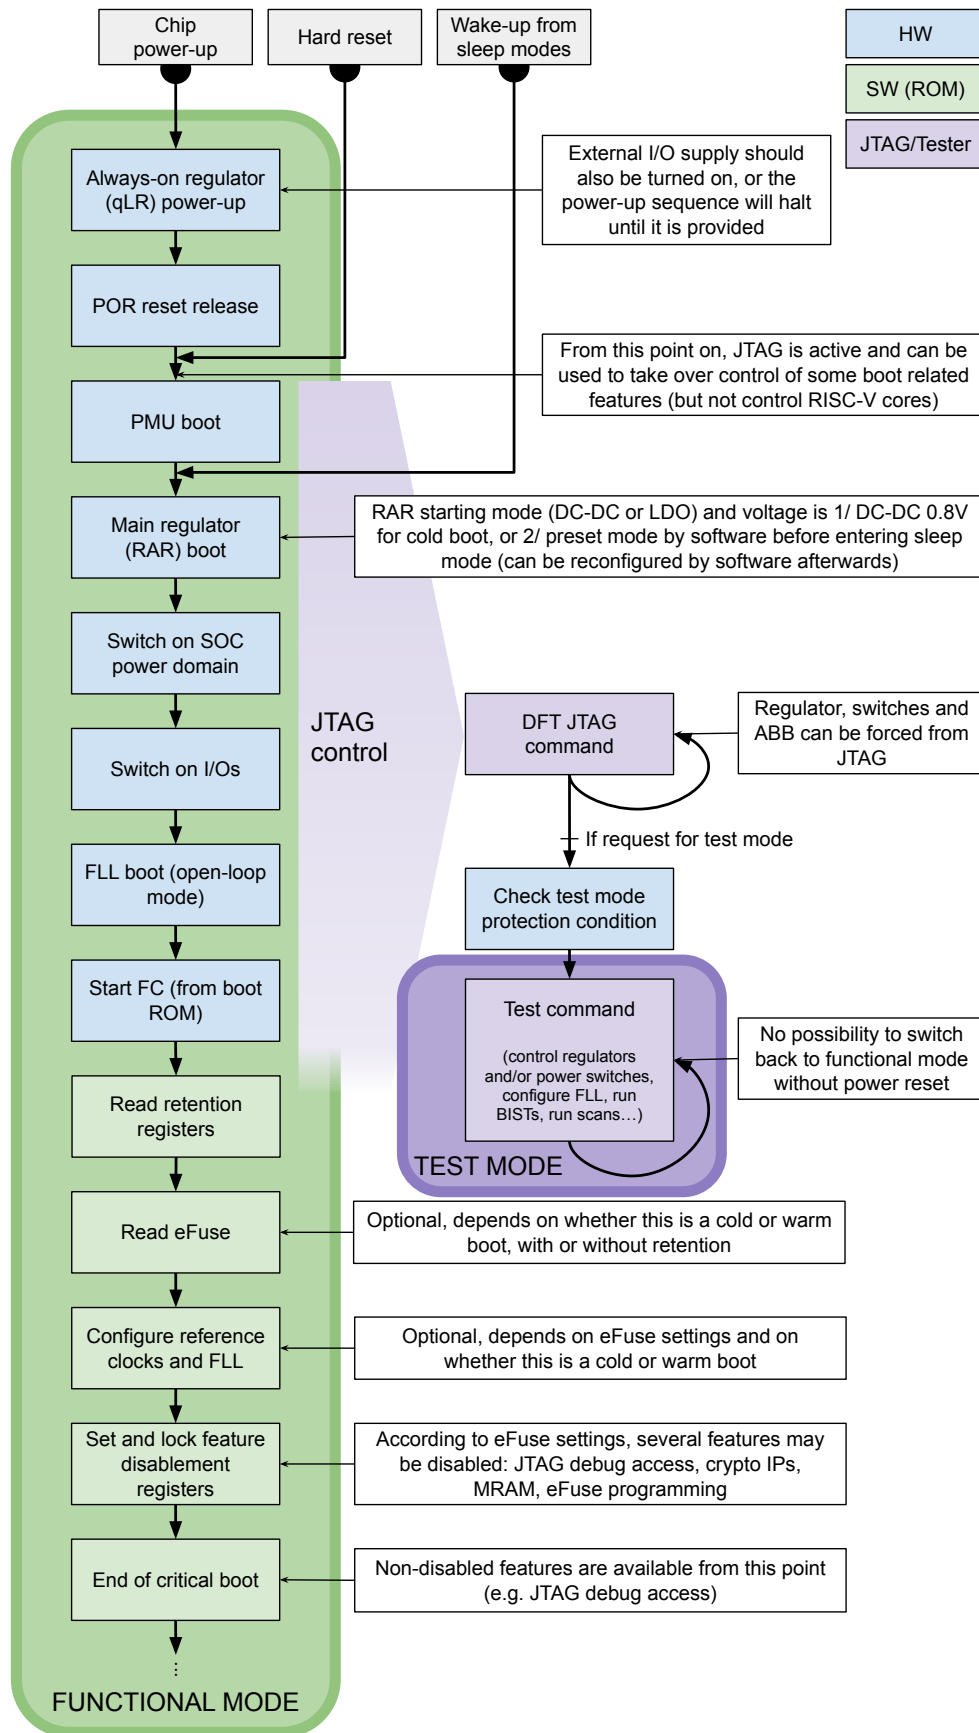 Chip
power-up
Hard reset
Wake-up from
sleep modes
HW
SW (ROM)
JTAG/Tester
Always-on regulator
(qLR) power-up
External I/O supply should
also be turned on, or the
power-up sequence will halt
until it is provided
POR reset release
From this point on, JTAG is active and can be
used to take over control of some boot related
features (but not control RISC-V cores)
PMU boot
Main regulator
(RAR) boot
RAR starting mode (DC-DC or LDO) and voltage is 1/ DC-DC 0.8V
for cold boot, or 2/ preset mode by software before entering sleep
mode (can be reconfigured by software afterwards)
Switch on SOC
power domain
JTAG
control
DFT JTAG
command
Regulator, switches and
ABB can be forced from
JTAG
Switch on I/Os
If request for test mode
FLL boot (open-loop
mode)
Check test mode
protection condition
Start FC (from boot
ROM)
Test command
(control regulators
and/or power switches,
configure FLL, run
BISTs, run scans…)
No possibility to switch
back to functional mode
without power reset
TEST MODE
Read retention
registers
Read eFuse
Optional, depends on whether this is a cold or warm
boot, with or without retention
Configure reference
clocks and FLL
Optional, depends on eFuse settings and on
whether this is a cold or warm boot
Set and lock feature
disablement
registers
According to eFuse settings, several features may
be disabled: JTAG debug access, crypto IPs,
MRAM, eFuse programming
End of critical boot
Non-disabled features are available from this point
(e.g. JTAG debug access)
...
FUNCTIONAL MODE